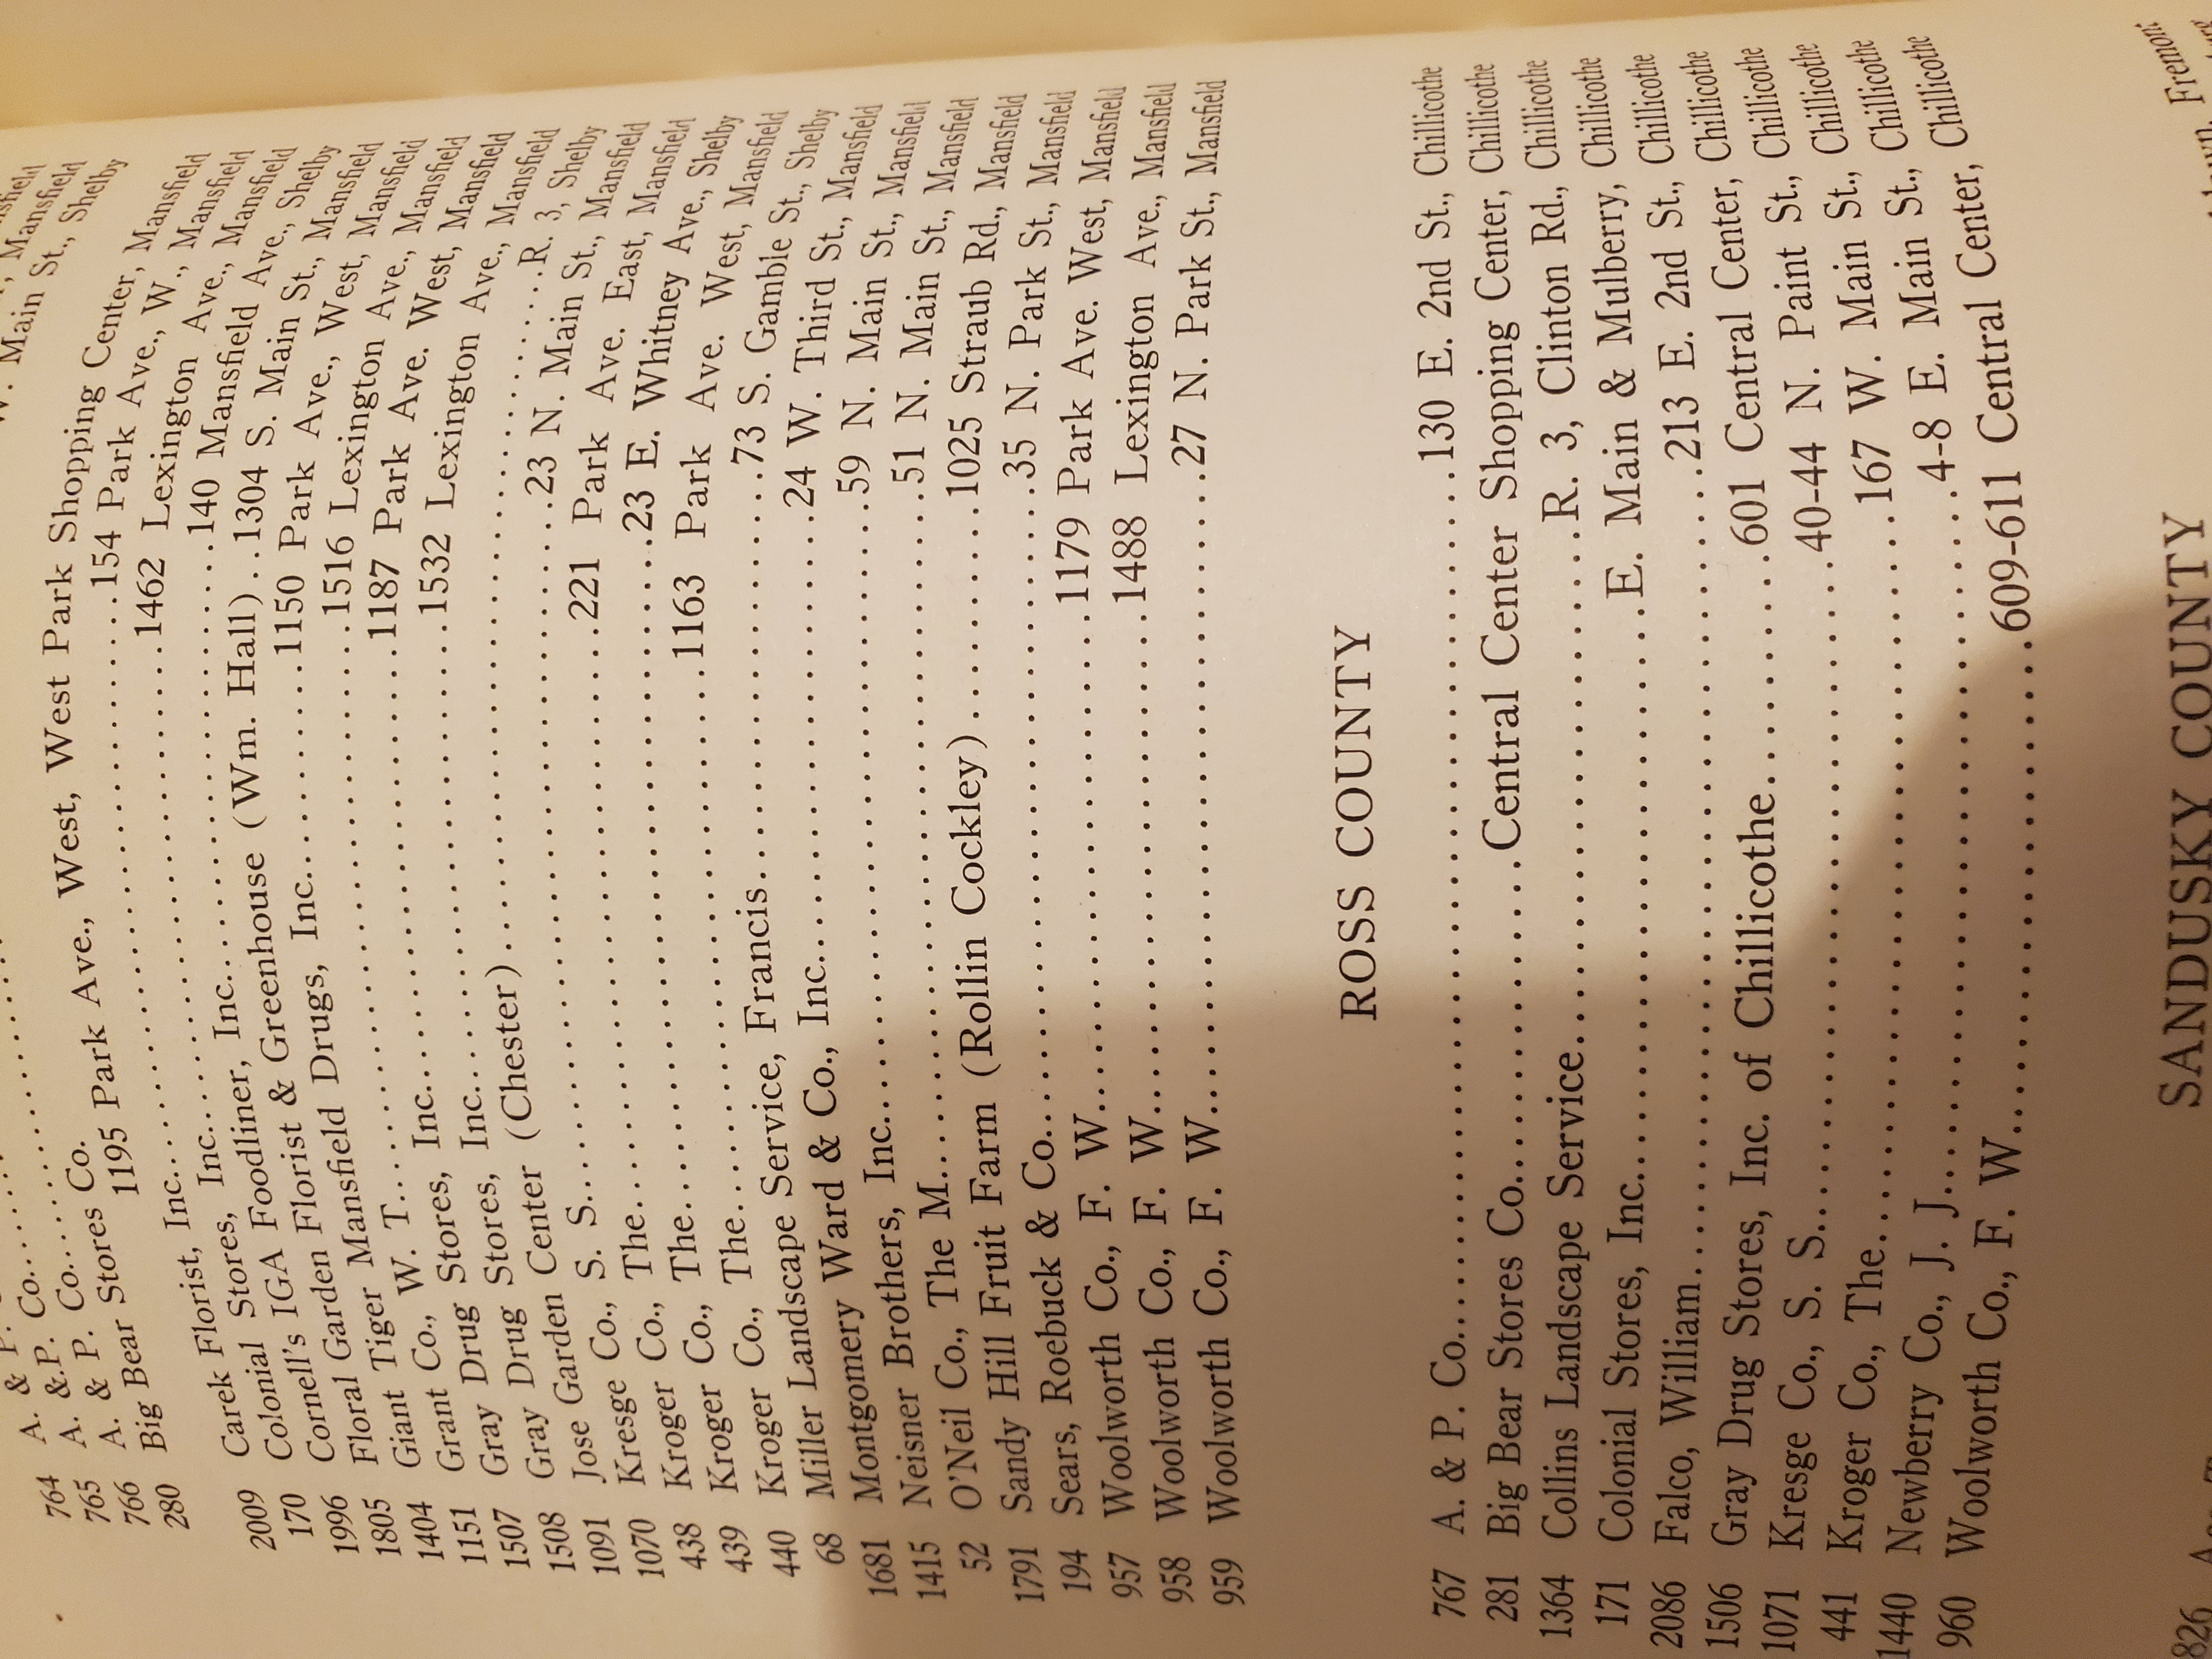 764 A. & P. Mansfield
765 A. &.P. Co. Mansfield
766 A. & P. Co. W. Main St., Shelby
280 Big Bear Stores Co.
1195 Park Ave., West, West Park Shopping Center, Mansfield
2009 Carek Florist, Inc. 154 Park Ave., W., Mansfield
170 Colonial Stores, Inc. 1462 Lexington Ave., Mansfield
1996 Cornell's IGA Foodliner, Inc. 140 Mansfield Ave., Shelby
1805 Floral Garden Florist & Greenhouse (Wm. Hall) 1304 S. Main St., Mansfield
1404 Giant Tiger Mansfield Drugs, Inc. 1150 Park Ave., West, Mansfield
1151 Grant Co., W. T. 1516 Lexington Ave., Mansfield
1507 Gray Drug Stores, Inc. 1187 Park Ave. West, Mansfield
1508 Gray Drug Stores, Inc. 1532 Lexington Ave., Mansfield
1091 Jose Garden Center (Chester) R. 3, Shelby
1070 Kresge Co., S. S. 23 N. Main St., Mansfield
438 Kroger Co., The 221 Park Ave. East, Mansfield
439 Kroger Co., The 23 E. Whitney Ave., Shelby
440 Kroger Co., The 1163 Park Ave. West, Mansfield
68 Miller Landscape Service, Francis 73 S. Gamble St., Shelby
1681 Montgomery Ward & Co., Inc. 24 W. Third St., Mansfield
1415 Neisner Brothers, Inc. 59 N. Main St., Mansfield
52 O'Neil Co., The M. 51 N. Main St., Mansfield
1791 Sandy Hill Fruit Farm (Rollin Cockley) 1025 Straub Rd., Mansfield
194 Sears, Roebuck & Co. 35 N. Park St., Mansfield
957 Woolworth Co., F. W. 1179 Park Ave. West, Mansfield
958 Woolworth Co., F. W. 1488 Lexington Ave., Mansfield
959 Woolworth Co., F. W. 27 N. Park St., Mansfield
ROSS COUNTY
767 A. & P. Co. 130 E. 2nd St., Chillicothe
281 Big Bear Stores Co. Central Center Shopping Center, Chillicothe
1364 Collins Landscape Service R. 3, Clinton Rd., Chillicothe
171 Colonial Stores, Inc. E. Main & Mulberry, Chillicothe
2086 Falco, William 213 E. 2nd St., Chillicothe
1506 Gray Drug Stores, Inc. of Chillicothe 601 Central Center, Chillicothe
1071 Kresge Co., S. S. 40-44 N. Paint St., Chillicothe
441 Kroger Co., The 167 W. Main St., Chillicothe
1440 Newberry Co., J. J. 4-8 E. Main St., Chillicothe
960 Woolworth Co., F. W. 609-611 Central Center, Chillicothe
SANDUSKY COUNTY
826 Fremont